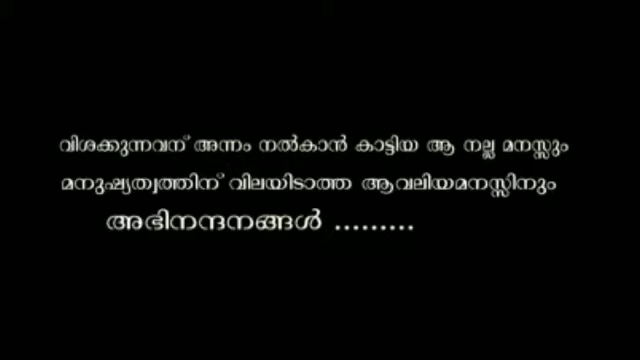 വിശക്കുന്നവന് അന്നം നൽകാൻ കാട്ടിയ ആ നല്ല മനസ്സും
മനുഷ്യത്വത്തിന് വിലയിടാത്ത ആവലിയമനസ്സിനും
അഭിനന്ദനങ്ങൾ .........